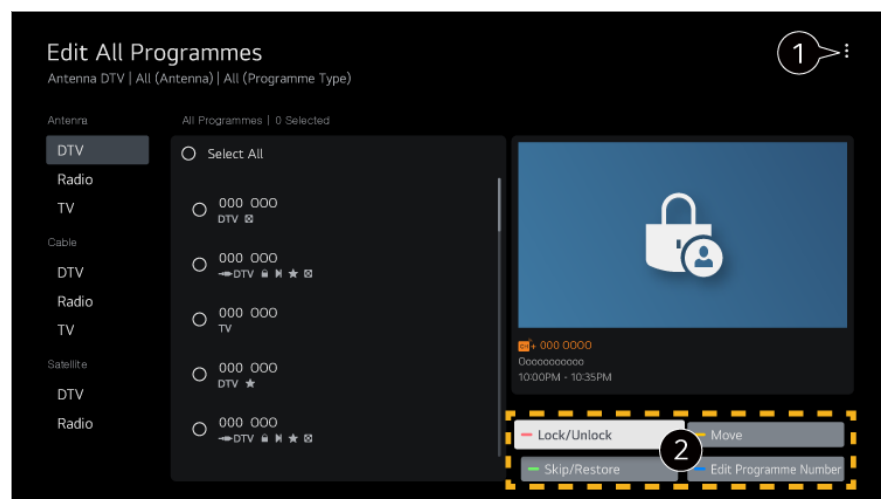 Edit All Programmes
Antenna DTV | All (Antenna) | All (Programme Type)
1
Antenna
DTV
Radio
TV
Cable
DTV
Radio
TV
Satellite
DTV
Radio
All Programmes | 0 Selected
Select All
000 000
DTV
000 000
DTV
000 000
TV
000 000
DTV
000 000
DTV
CH + 000 0000
Ooooooooooo
10:00PM - 10:35PM
Lock/Unlock
Move
2
Skip/Restore
Edit Programme Number